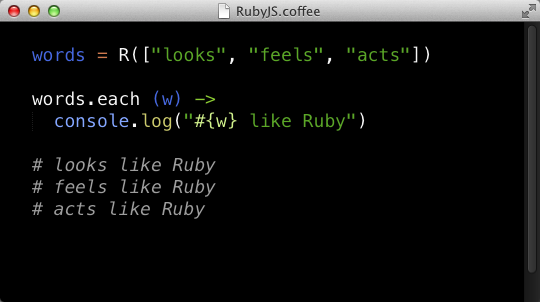 RubyJS.coffee
words = R(["looks", "feels", "acts"])
words.each (w) ->
console.log("#{w} like Ruby")
# looks like Ruby
# feels like Ruby
# acts like Ruby